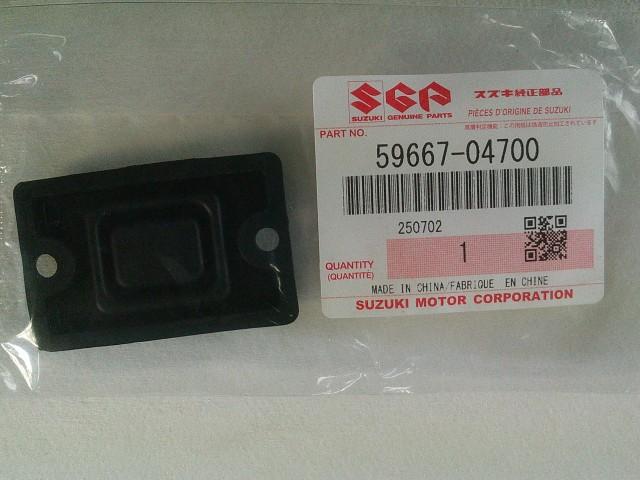 SGP スズキ純正部品
SUZUKI GENUINE PARTS PIÈCES D'ORIGINE DE SUZUKI
PART NO.
59667-04700
250702
QUANTITY 1
(QUANTITÉ)
MADE IN CHINA/FABRIQUE EN CHINE
SUZUKI MOTOR CORPORATION